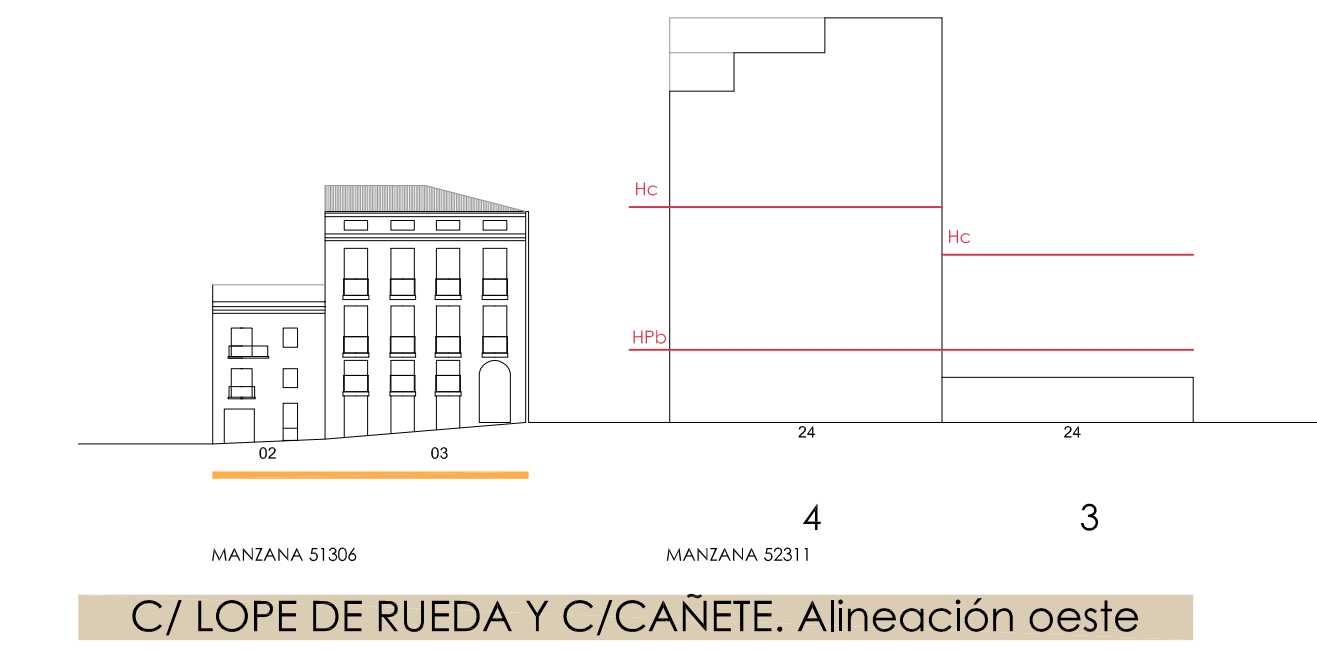 Hc
Hc
HPb
24
24
02
03
4
3
MANZANA 51306
MANZANA 52311
C/ LOPE DE RUEDA Y C/CAÑETE. Alineación oeste